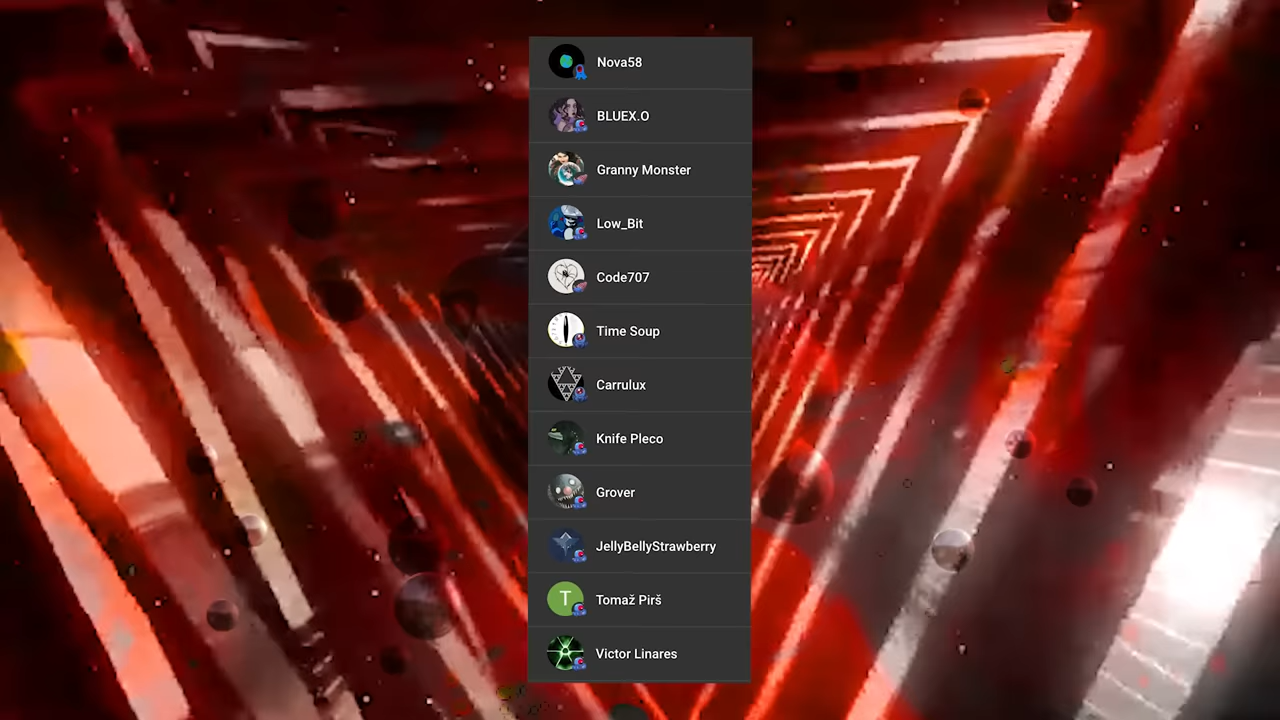 Nova58
BLUEX.O
Granny Monster
Low_Bit
Code707
Time Soup
Carrulux
Knife Pleco
Grover
JellyBellyStrawberry
T
Tomaž Pirš
Victor Linares